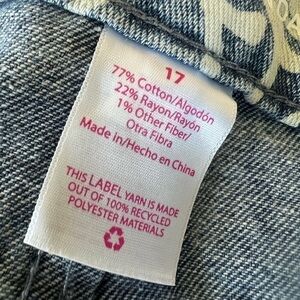 17
77% Cotton/Algodón
22% Rayon/Rayón
1% Other Fiber/
Otra Fibra
Made in/Hecho en China
THIS LABEL YARN IS MADE
OUT OF 100% RECYCLED
POLYESTER MATERIALS